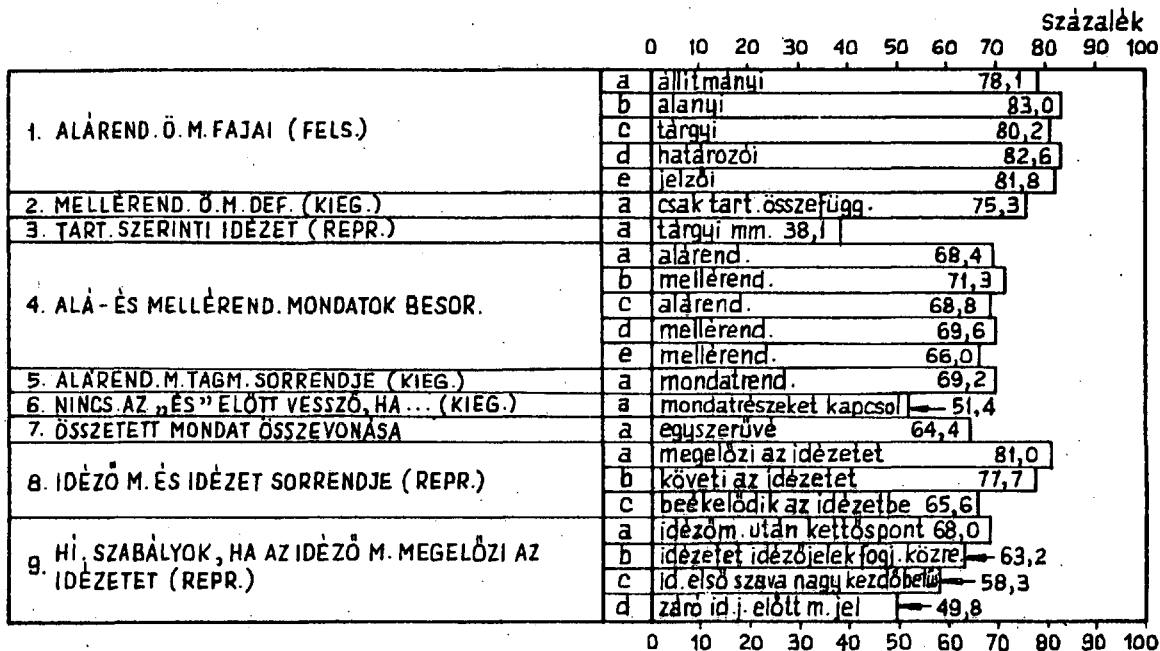 százalék
0 10 20 30 40 50 60 70 80 90 100
1. ALÁREND. Ö. M. FAJAI (FELS.)
a állítmányi 78,1
b alanyi 83,0
c tárgyi 80,2
d határozói 82,6
e jelzői 81,8
2. MELLÉREND. Ö.M. DEF. (KIEG.)
a csak tart. összefügg. 75,3
3. TART. SZERINTI IDÉZET (REPR.)
a tárgyi mm. 38,1
4. ALÁ- ÉS MELLÉREND. MONDATOK BESOR.
a alárend. 68,4
b mellérend. 71,3
c alárend. 68,8
d mellérend. 69,6
e mellérend. 66,0
5. ALÁREND. M. TAGM. SORRENDJE (KIEG.)
a mondatrend. 69,2
6. NINCS AZ „ÉS" ELŐTT VESSZŐ, HA... (KIEG.)
a mondatrészeket kapcsol 51,4
7. ÖSSZETETT MONDAT ÖSSZEVONÁSA
a egyszerűvé 64,4
8. IDÉZŐ M. ÉS IDÉZET SORRENDJE (REPR.)
a megelőzi az idézetet 81,0
b követi az idézetet 77,7
c beékelődik az idézetbe 65,6
9. HÍ. SZABÁLYOK, HA AZ IDÉZŐ M. MEGELŐZI AZ
IDÉZETET (REPR.)
a idézőm. után kettőspont 68,0
b idézetet idézőjelek fogj. közre 63,2
c id. első szava nagy kezdőbetűs 58,3
d záró id.j. előtt m. jel 49,8
0 10 20 30 40 50 60 70 80 90 100